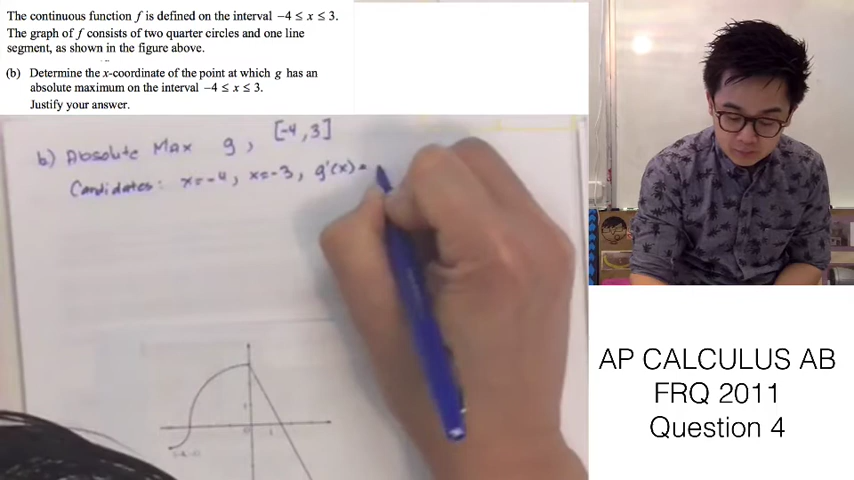 The continuous function f is defined on the interval −4 ≤ x ≤ 3.
The graph of f consists of two quarter circles and one line
segment, as shown in the figure above.
(b) Determine the x-coordinate of the point at which g has an
absolute maximum on the interval −4 ≤ x ≤ 3.
Justify your answer.
b) Absolute Max g, [-4, 3]
Candidates: x=-4, x=-3, g'(x)=
AP CALCULUS AB
FRQ 2011
Question 4